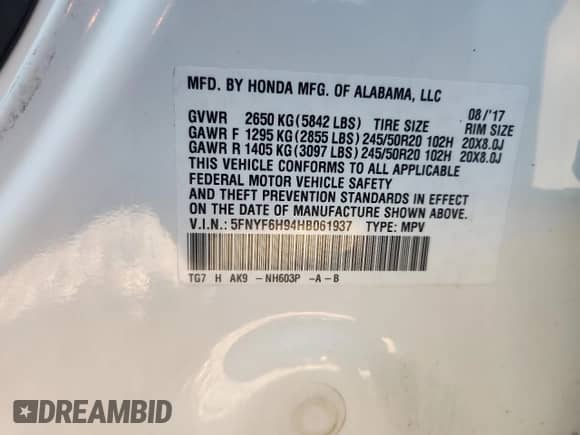 MFD. BY HONDA MFG. OF ALABAMA, LLC
08/'17
GVWR 2650 KG(5842 LBS) TIRE SIZE RIM SIZE
GAWR F 1295 KG(2855 LBS)245/50R20 102H 20X8.0J
GAWR R 1405 KG(3097 LBS)245/50R20 102H 20X8.0J
THIS VEHICLE CONFORMS TO ALL APPLICABLE
FEDERAL MOTOR VEHICLE SAFETY
AND THEFT PREVENTION STANDARDS IN EFFECT
ON THE DATE OF MANUFACTURE SHOWN ABOVE.
V.I.N.: 5FNYF6H94HB061937 TYPE: MPV
TG7 H AK9 -NH603P -A-B
DREAMBID